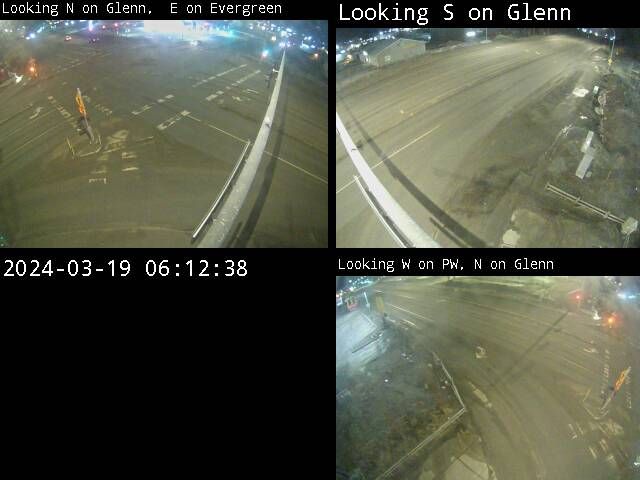 Looking N on Glenn,  E on Evergreen
Looking S on Glenn
2024-03-19 06:12:38
Looking W on PW, N on Glenn